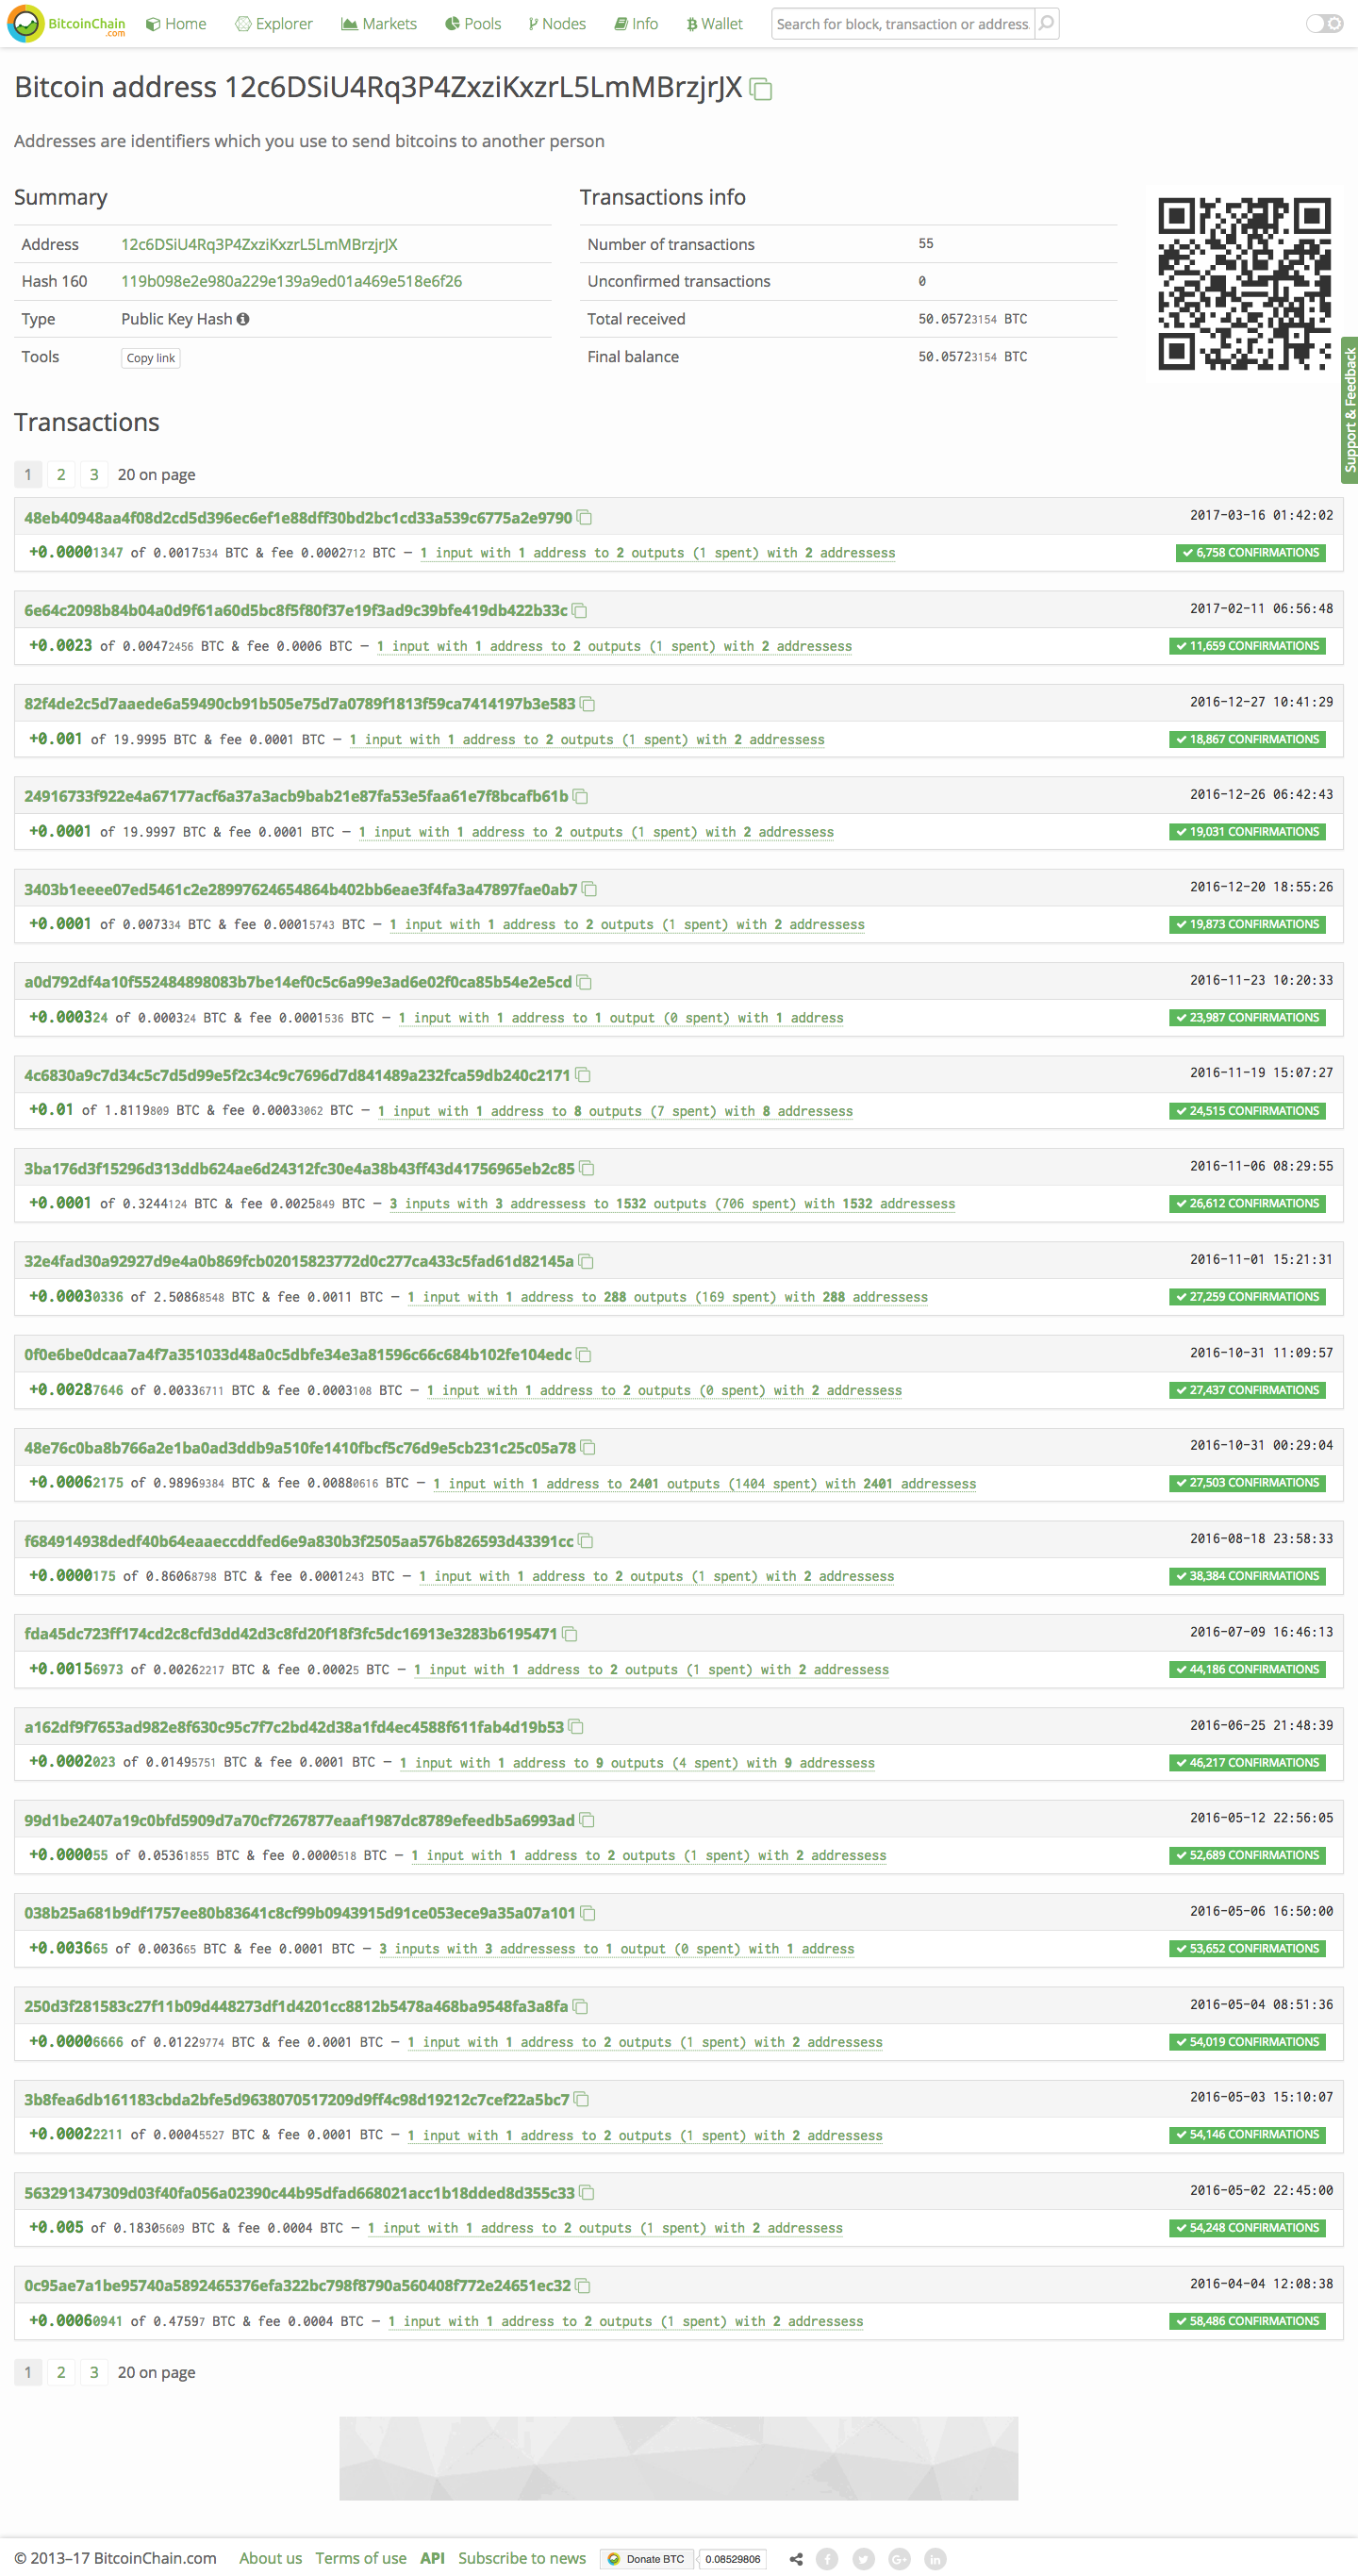 BitcoinChain .com Home Explorer Markets Pools Nodes Info Wallet Search for block, transaction or address.
Bitcoin address 12c6DSiU4Rq3P4ZxziKxzrL5LmMBrzjrJX
Addresses are identifiers which you use to send bitcoins to another person
Summary
Address 12c6DSiU4Rq3P4ZxziKxzrL5LmMBrzjrJX
Hash 160 119b098e2e980a229e139a9ed01a469e518e6f26
Type Public Key Hash
Tools Copy link
Transactions info
Number of transactions 55
Unconfirmed transactions 0
Total received 50.05723154 BTC
Final balance 50.05723154 BTC
Support & Feedback
Transactions
1 2 3 20 on page
48eb40948aa4f08d2cd5d396ec6ef1e88dff30bd2bc1cd33a539c6775a2e9790 2017-03-16 01:42:02
+0.00001347 of 0.0017534 BTC & fee 0.0002712 BTC — 1 input with 1 address to 2 outputs (1 spent) with 2 addressess 6,758 CONFIRMATIONS
6e64c2098b84b04a0d9f61a60d5bc8f5f80f37e19f3ad9c39bfe419db422b33c 2017-02-11 06:56:48
+0.0023 of 0.00472456 BTC & fee 0.0006 BTC — 1 input with 1 address to 2 outputs (1 spent) with 2 addressess 11,659 CONFIRMATIONS
82f4de2c5d7aaede6a59490cb91b505e75d7a0789f1813f59ca7414197b3e583 2016-12-27 10:41:29
+0.001 of 19.9995 BTC & fee 0.0001 BTC — 1 input with 1 address to 2 outputs (1 spent) with 2 addressess 18,867 CONFIRMATIONS
24916733f922e4a67177acf6a37a3acb9bab21e87fa53e5faa61e7f8bcafb61b 2016-12-26 06:42:43
+0.0001 of 19.9997 BTC & fee 0.0001 BTC — 1 input with 1 address to 2 outputs (1 spent) with 2 addressess 19,031 CONFIRMATIONS
3403b1eeee07ed5461c2e28997624654864b402bb6eae3f4fa3a47897fae0ab7 2016-12-20 18:55:26
+0.0001 of 0.00733​4 BTC & fee 0.00015743 BTC — 1 input with 1 address to 2 outputs (1 spent) with 2 addressess 19,873 CONFIRMATIONS
a0d792df4a10f552484898083b7be14ef0c5c6a99e3ad6e02f0ca85b54e2e5cd 2016-11-23 10:20:33
+0.00032​4 of 0.000324 BTC & fee 0.0001536 BTC — 1 input with 1 address to 1 output (0 spent) with 1 address 23,987 CONFIRMATIONS
4c6830a9c7d34c5c7d5d99e5f2c34c9c7696d7d841489a232fca59db240c2171 2016-11-19 15:07:27
+0.01 of 1.8119809 BTC & fee 0.00033062 BTC — 1 input with 1 address to 8 outputs (7 spent) with 8 addressess 24,515 CONFIRMATIONS
3ba176d3f15296d313ddb624ae6d24312fc30e4a38b43ff43d41756965eb2c85 2016-11-06 08:29:55
+0.0001 of 0.3244124 BTC & fee 0.0025849 BTC — 3 inputs with 3 addressess to 1532 outputs (706 spent) with 1532 addressess 26,612 CONFIRMATIONS
32e4fad30a92927d9e4a0b869fcb02015823772d0c277ca433c5fad61d82145a 2016-11-01 15:21:31
+0.00030336 of 2.50868548 BTC & fee 0.0011 BTC — 1 input with 1 address to 288 outputs (169 spent) with 288 addressess 27,259 CONFIRMATIONS
0f0e6be0dcaa7a4f7a351033d48a0c5dbfe34e3a81596c66c684b102fe104edc 2016-10-31 11:09:57
+0.00287646 of 0.00336711 BTC & fee 0.0003108 BTC — 1 input with 1 address to 2 outputs (0 spent) with 2 addressess 27,437 CONFIRMATIONS
48e76c0ba8b766a2e1ba0ad3ddb9a510fe1410fbcf5c76d9e5cb231c25c05a78 2016-10-31 00:29:04
+0.00062175 of 0.98969384 BTC & fee 0.00880616 BTC — 1 input with 1 address to 2401 outputs (1404 spent) with 2401 addressess 27,503 CONFIRMATIONS
f684914938dedf40b64eaaeccddfed6e9a830b3f2505aa576b826593d43391cc 2016-08-18 23:58:33
+0.0000175 of 0.86068798 BTC & fee 0.0001243 BTC — 1 input with 1 address to 2 outputs (1 spent) with 2 addressess 38,384 CONFIRMATIONS
fda45dc723ff174cd2c8cfd3dd42d3c8fd20f18f3fc5dc16913e3283b6195471 2016-07-09 16:46:13
+0.00156973 of 0.00262217 BTC & fee 0.00025 BTC — 1 input with 1 address to 2 outputs (1 spent) with 2 addressess 44,186 CONFIRMATIONS
a162df9f7653ad982e8f630c95c7f7c2bd42d38a1fd4ec4588f611fab4d19b53 2016-06-25 21:48:39
+0.0002023 of 0.01495751 BTC & fee 0.0001 BTC — 1 input with 1 address to 9 outputs (4 spent) with 9 addressess 46,217 CONFIRMATIONS
99d1be2407a19c0bfd5909d7a70cf7267877eaaf1987dc8789efeedb5a6993ad 2016-05-12 22:56:05
+0.000055 of 0.05361855 BTC & fee 0.0000518 BTC — 1 input with 1 address to 2 outputs (1 spent) with 2 addressess 52,689 CONFIRMATIONS
038b25a681b9df1757ee80b83641c8cf99b0943915d91ce053ece9a35a07a101 2016-05-06 16:50:00
+0.003665 of 0.003665 BTC & fee 0.0001 BTC — 3 inputs with 3 addressess to 1 output (0 spent) with 1 address 53,652 CONFIRMATIONS
250d3f281583c27f11b09d448273df1d4201cc8812b5478a468ba9548fa3a8fa 2016-05-04 08:51:36
+0.00006666 of 0.01229774 BTC & fee 0.0001 BTC — 1 input with 1 address to 2 outputs (1 spent) with 2 addressess 54,019 CONFIRMATIONS
3b8fea6db161183cbda2bfe5d9638070517209d9ff4c98d19212c7cef22a5bc7 2016-05-03 15:10:07
+0.00022211 of 0.00045527 BTC & fee 0.0001 BTC — 1 input with 1 address to 2 outputs (1 spent) with 2 addressess 54,146 CONFIRMATIONS
563291347309d03f40fa056a02390c44b95dfad668021acc1b18dded8d355c33 2016-05-02 22:45:00
+0.005 of 0.18305609 BTC & fee 0.0004 BTC — 1 input with 1 address to 2 outputs (1 spent) with 2 addressess 54,248 CONFIRMATIONS
0c95ae7a1be95740a5892465376efa322bc798f8790a560408f772e24651ec32 2016-04-04 12:08:38
+0.00060941 of 0.47597 BTC & fee 0.0004 BTC — 1 input with 1 address to 2 outputs (1 spent) with 2 addressess 58,486 CONFIRMATIONS
1 2 3 20 on page
© 2013–17 BitcoinChain.com About us Terms of use API Subscribe to news Donate BTC 0.08529806